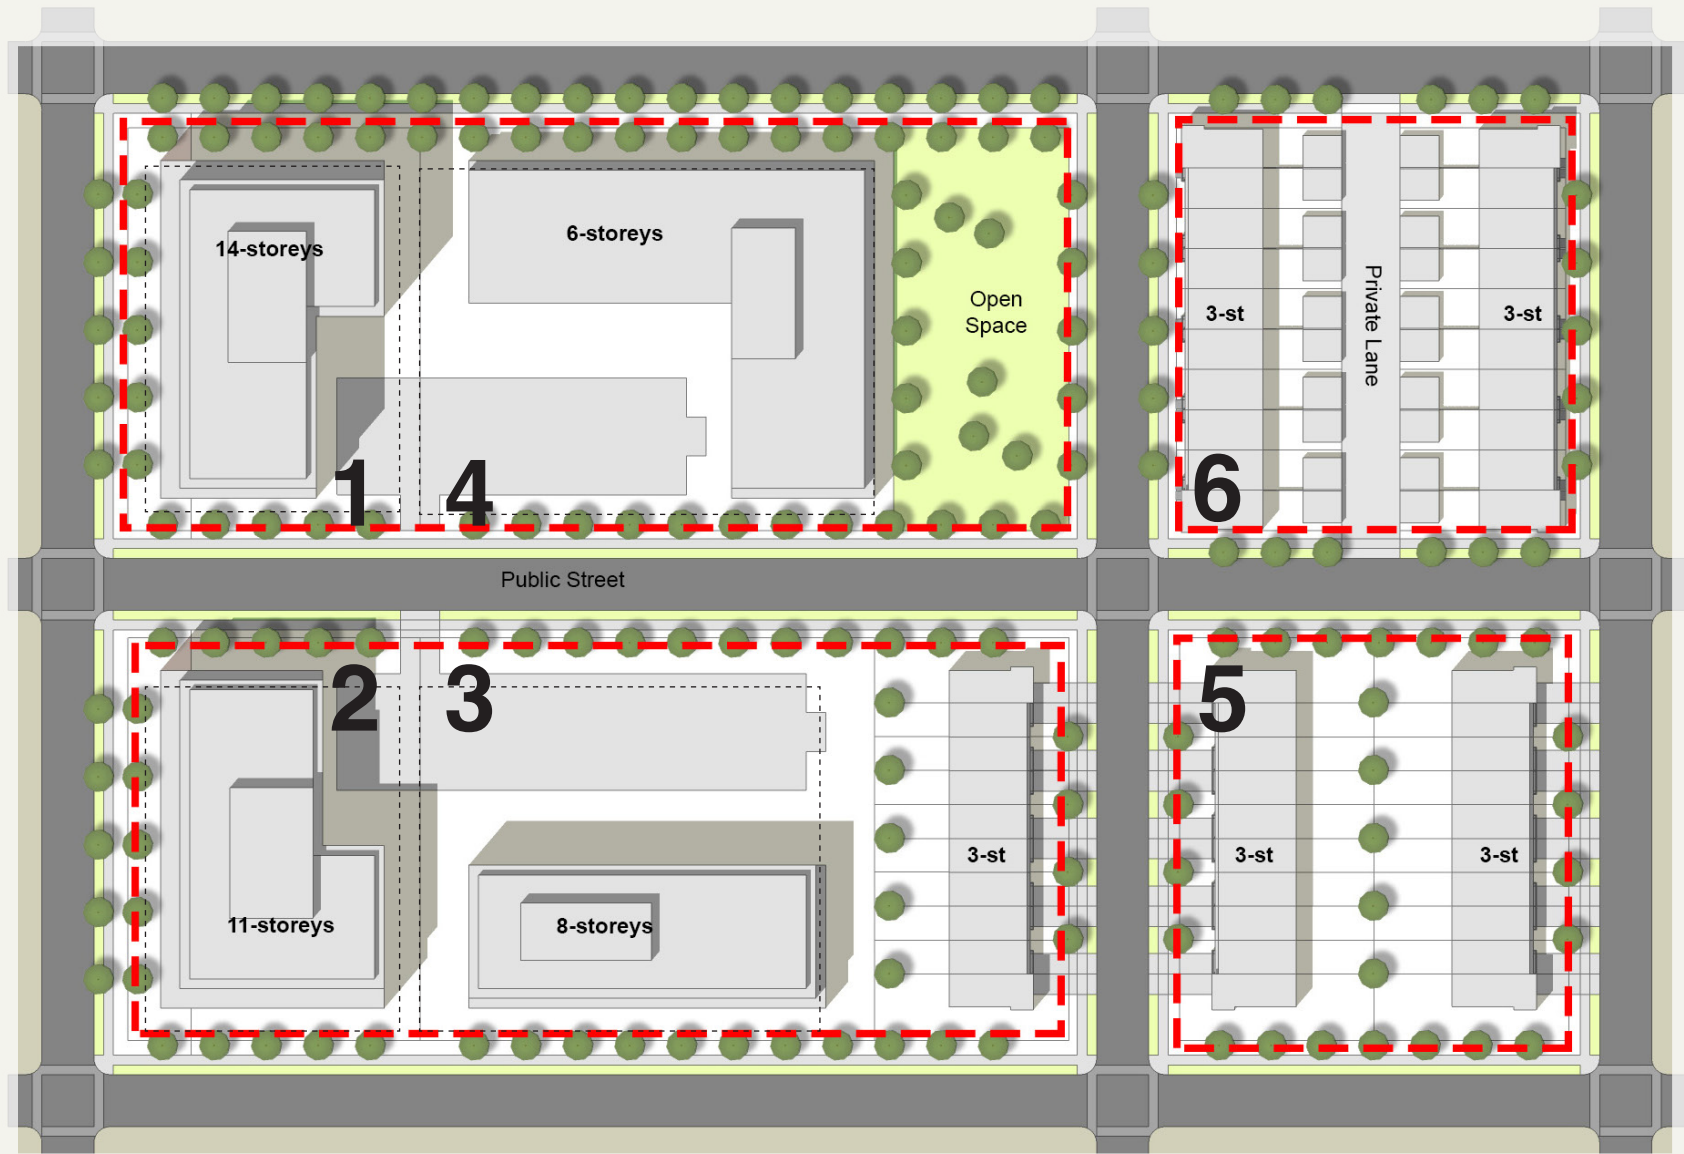 14-storeys
6-storeys
Open
Space
Private Lane
3-st
3-st
1
4
6
Public Street
2
3
5
3-st
3-st
3-st
11-storeys
8-storeys